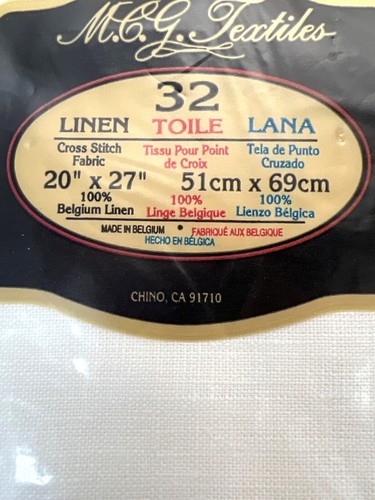 M.C.G. Textiles
32
LINEN TOILE LANA
Cross Stitch Tissu Pour Point Tela de Punto
Fabric de Croix Cruzado
20" x 27" 51cm x 69cm
100% 100% 100%
Belgium Linen Linge Belgique Lienzo Bélgica
MADE IN BELGIUM • FABRIQUÉ AUX BELGIQUE
HECHO EN BÉLGICA
CHINO, CA 91710